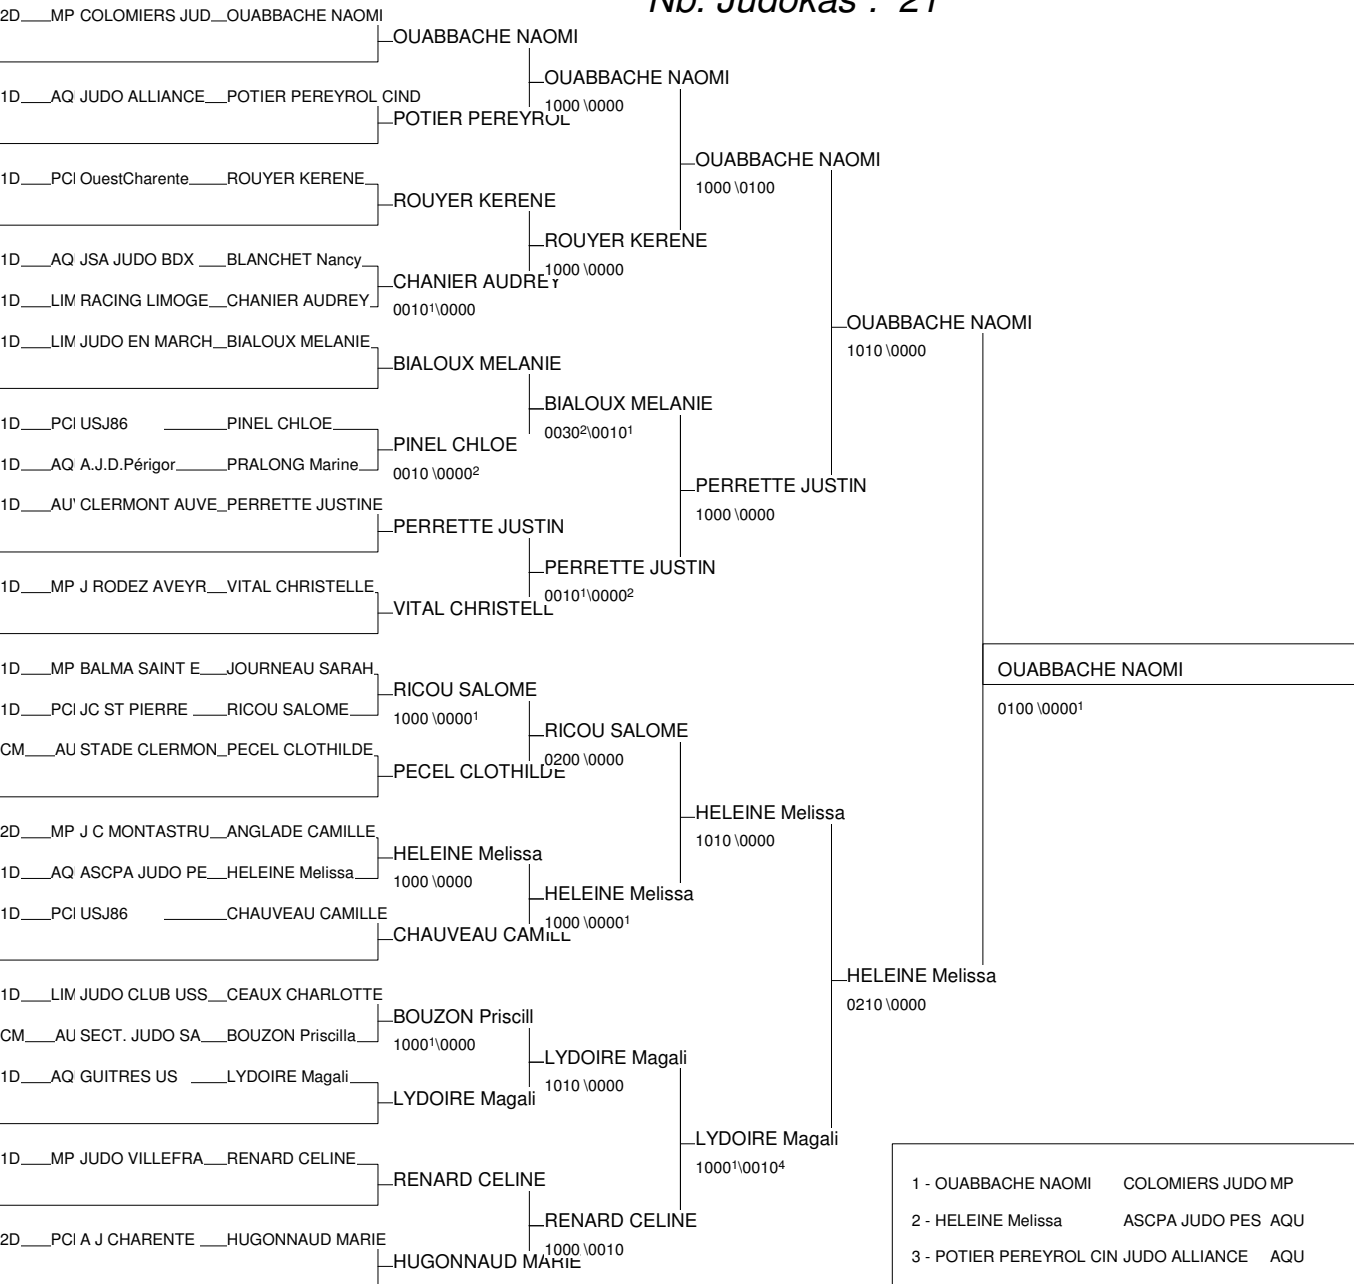 Nb. Judokas : 21
2D MP COLOMIERS JUD OUABBACHE NAOMI
OUABBACHE NAOMI
OUABBACHE NAOMI
1D AQ JUDO ALLIANCE POTIER PEREYROL CIND
1000 \0000
POTIER PEREYROL
OUABBACHE NAOMI
1D PCI OuestCharente ROUYER KERENE
1000 \0100
ROUYER KERENE
ROUYER KERENE
1D AQ JSA JUDO BDX BLANCHET Nancy
1000 \0000
CHANIER AUDREY
1D LIM RACING LIMOGE CHANIER AUDREY
0010¹\0000
OUABBACHE NAOMI
1D LIM JUDO EN MARCH BIALOUX MELANIE
1010 \0000
BIALOUX MELANIE
BIALOUX MELANIE
1D PCI USJ86 PINEL CHLOE
0030²\0010¹
PINEL CHLOE
1D AQ A.J.D.Périgor PRALONG Marine
0010 \0000²
PERRETTE JUSTIN
1D AU CLERMONT AUVE PERRETTE JUSTINE
1000 \0000
PERRETTE JUSTIN
PERRETTE JUSTIN
1D MP J RODEZ AVEYR VITAL CHRISTELLE
0010¹\0000²
VITAL CHRISTELL
1D MP BALMA SAINT E JOURNEAU SARAH
OUABBACHE NAOMI
RICOU SALOME
1D PCI JC ST PIERRE RICOU SALOME
0100 \0000¹
1000 \0000¹
RICOU SALOME
CM AU STADE CLERMON PECEL CLOTHILDE
0200 \0000
PECEL CLOTHILDE
HELEINE Melissa
2D MP J C MONTASTRU ANGLADE CAMILLE
1010 \0000
HELEINE Melissa
1D AQ ASCPA JUDO PE HELEINE Melissa
1000 \0000
HELEINE Melissa
1D PCI USJ86 CHAUVEAU CAMILLE
1000 \0000¹
CHAUVEAU CAMILL
HELEINE Melissa
1D LIM JUDO CLUB USS CEAUX CHARLOTTE
0210 \0000
BOUZON Priscill
CM AU SECT. JUDO SA BOUZON Priscilla
1000¹\0000
LYDOIRE Magali
1D AQ GUITRES US LYDOIRE Magali
1010 \0000
LYDOIRE Magali
LYDOIRE Magali
1D MP JUDO VILLEFRA RENARD CELINE
1000¹\0010⁴
RENARD CELINE
1 - OUABBACHE NAOMI COLOMIERS JUDO MP
RENARD CELINE
2 - HELEINE Melissa ASCPA JUDO PES AQU
2D PCI A J CHARENTE HUGONNAUD MARIE
1000 \0010
3 - POTIER PEREYROL CIN JUDO ALLIANCE AQU
HUGONNAUD MARIE